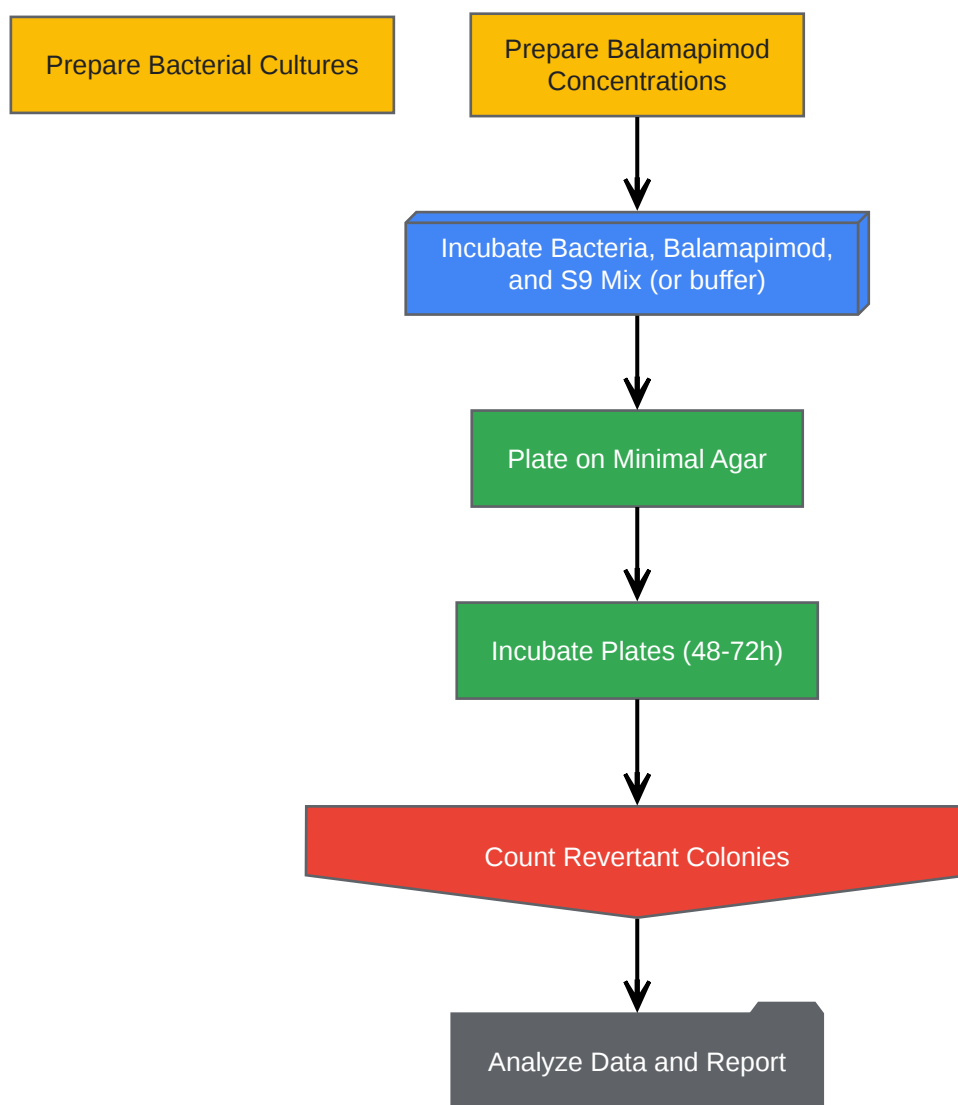 Prepare Bacterial Cultures
Prepare Balamapimod
Concentrations
Incubate Bacteria, Balamapimod,
and S9 Mix (or buffer)
Plate on Minimal Agar
Incubate Plates (48-72h)
Count Revertant Colonies
Analyze Data and Report